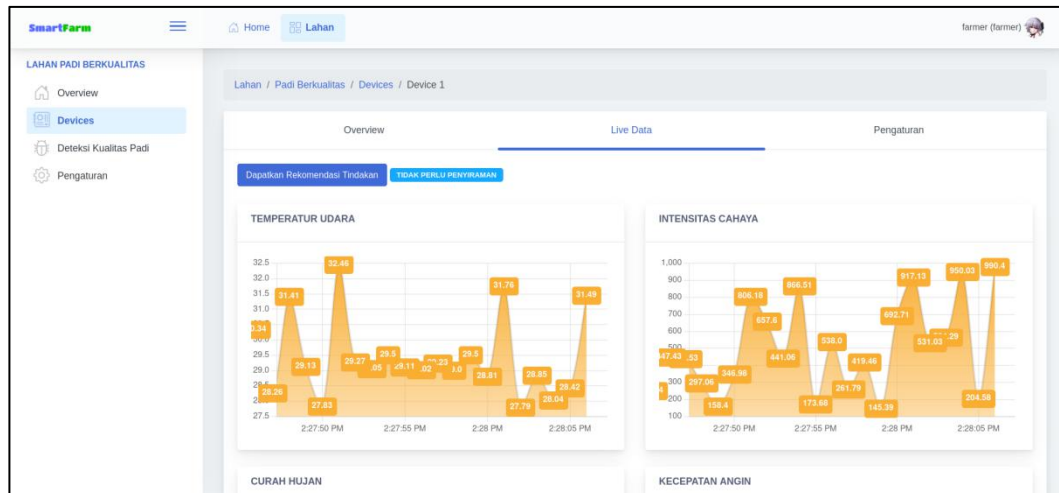 SmartFarm
Home
Lahan
farmer (farmer)
LAHAN PADI BERKUALITAS
Overview
Devices
Deteksi Kualitas Padi
Pengaturan
Lahan / Padi Berkualitas / Devices / Device 1
Overview
Live Data
Pengaturan
Dapatkan Rekomendasi Tindakan
TIDAK PERLU PENYIRAMAN
TEMPERATUR UDARA
32.5
32.0
31.5
31.0
29.5
29.0
27.5
32.46
31.41
29.13
28.26
27.83
29.27
29.5
29.11
29.5
28.81
31.76
27.78
28.85
28.04
28.42
31.49
2:27:50 PM
2:27:55 PM
2:28 PM
2:28:05 PM
INTENSITAS CAHAYA
1,000
900
800
700
600
500
300
200
100
297.06
158.4
346.98
806.18
657.6
441.06
866.51
173.68
538.0
261.79
419.46
145.39
692.71
917.13
531.03
950.03
204.58
990.4
2:27:50 PM
2:27:55 PM
2:28 PM
2:28:05 PM
CURAH HUJAN
KECEPATAN ANGIN